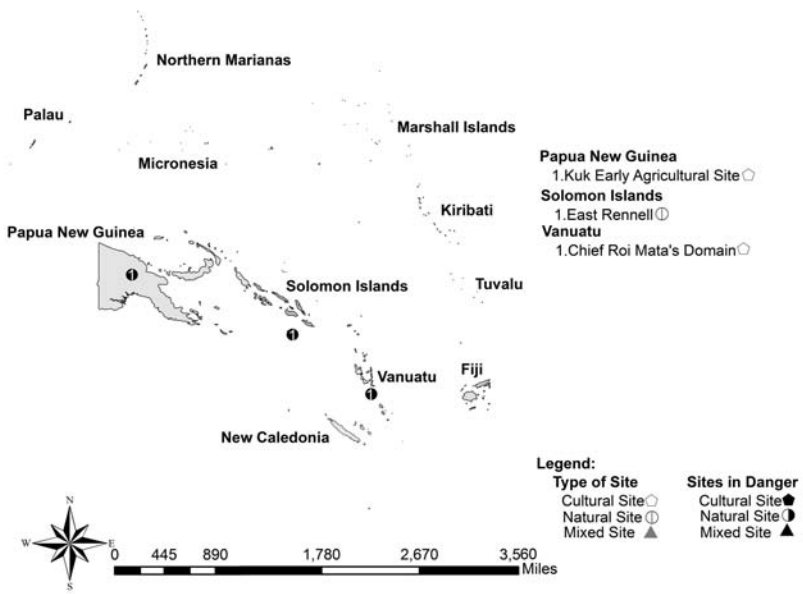 Northern Marianas
Palau
Marshall Islands
Micronesia
Papua New Guinea
1.Kuk Early Agricultural Site
Solomon Islands
1.East Rennell
Vanuatu
1.Chief Roi Mata's Domain
Kiribati
Papua New Guinea
1
Solomon Islands
Tuvalu
1
Fiji
Vanuatu
1
New Caledonia
Legend:
Type of Site
Cultural Site
Natural Site
Mixed Site
Sites in Danger
Cultural Site
Natural Site
Mixed Site
N
W E
S
0 445 890 1,780 2,670 3,560
Miles